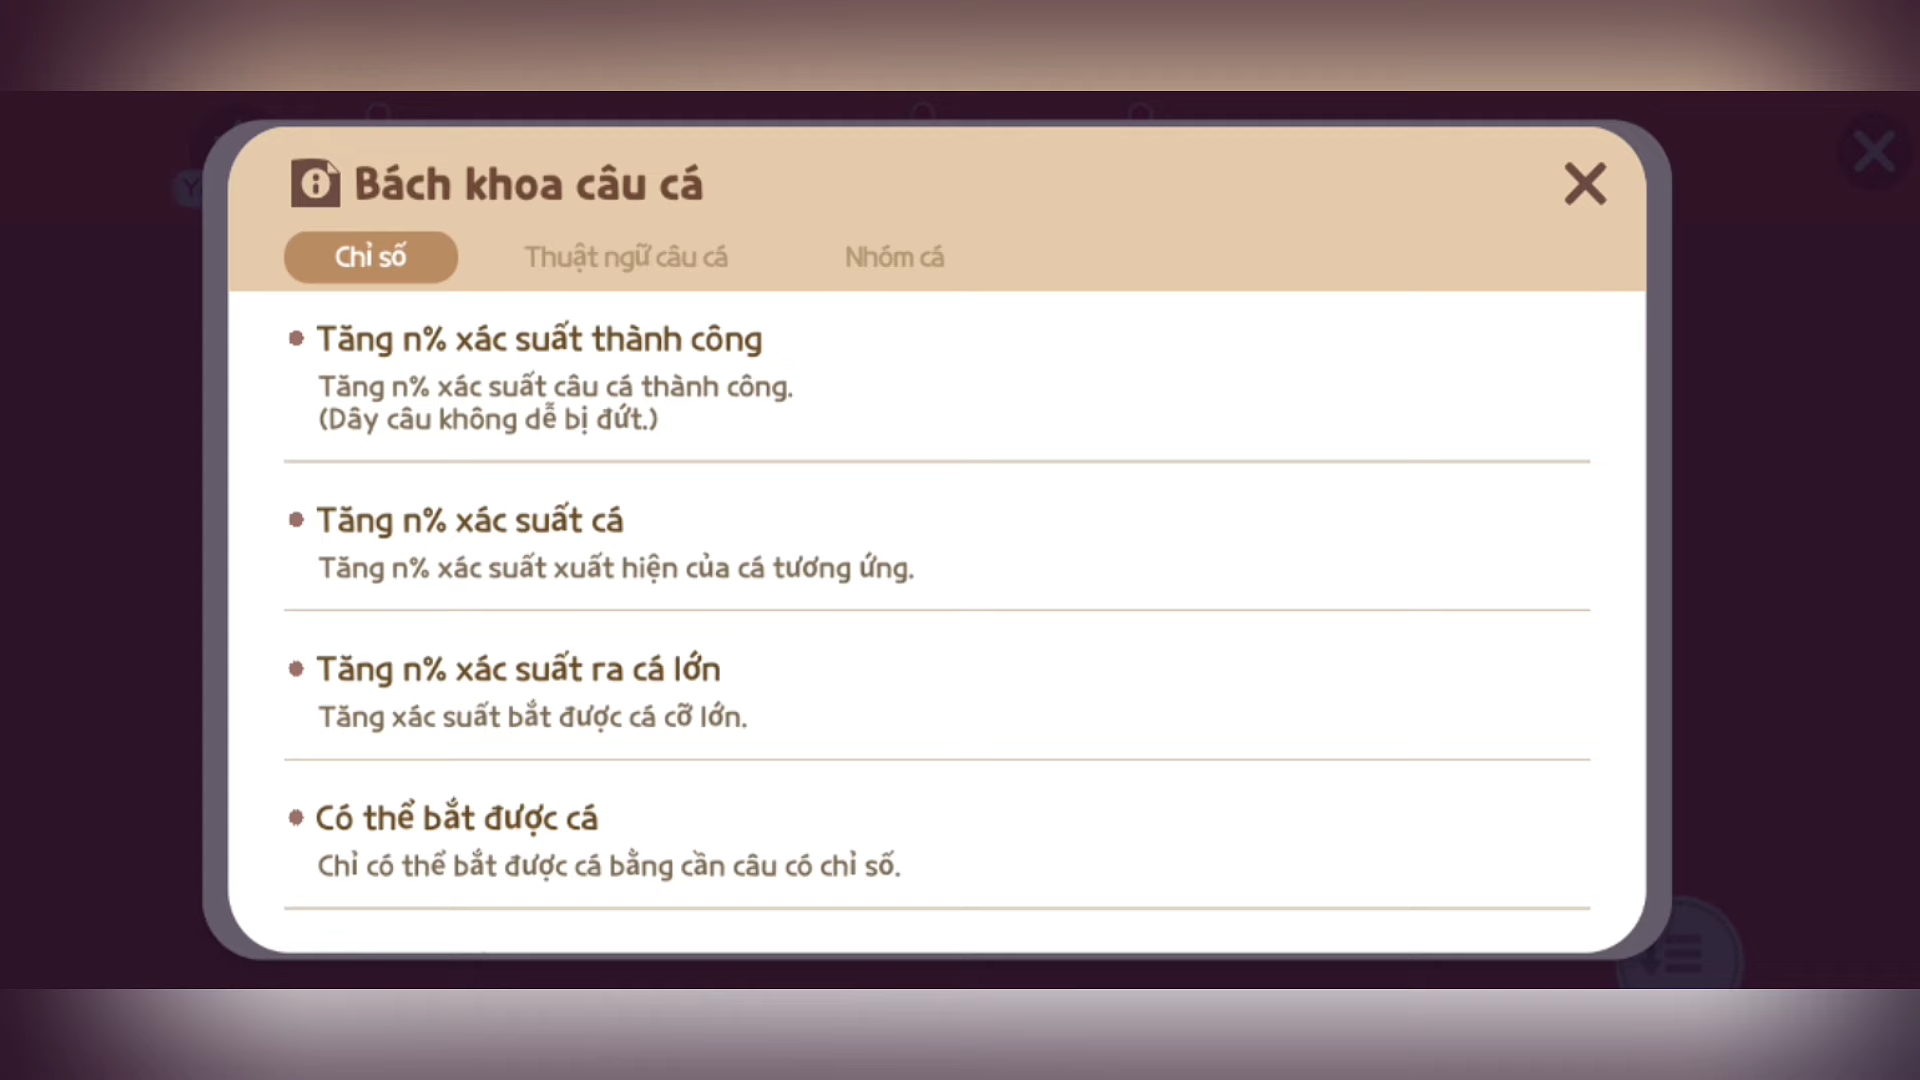 Bách khoa câu cá
Chỉ số
Thuật ngữ câu cá
Nhóm cá
Tăng n% xác suất thành công
Tăng n% xác suất câu cá thành công.
(Dây câu không dễ bị đứt.)
Tăng n% xác suất cá
Tăng n% xác suất xuất hiện của cá tương ứng.
Tăng n% xác suất ra cá lớn
Tăng xác suất bắt được cá cỡ lớn.
Có thể bắt được cá
Chỉ có thể bắt được cá bằng cần câu có chỉ số.